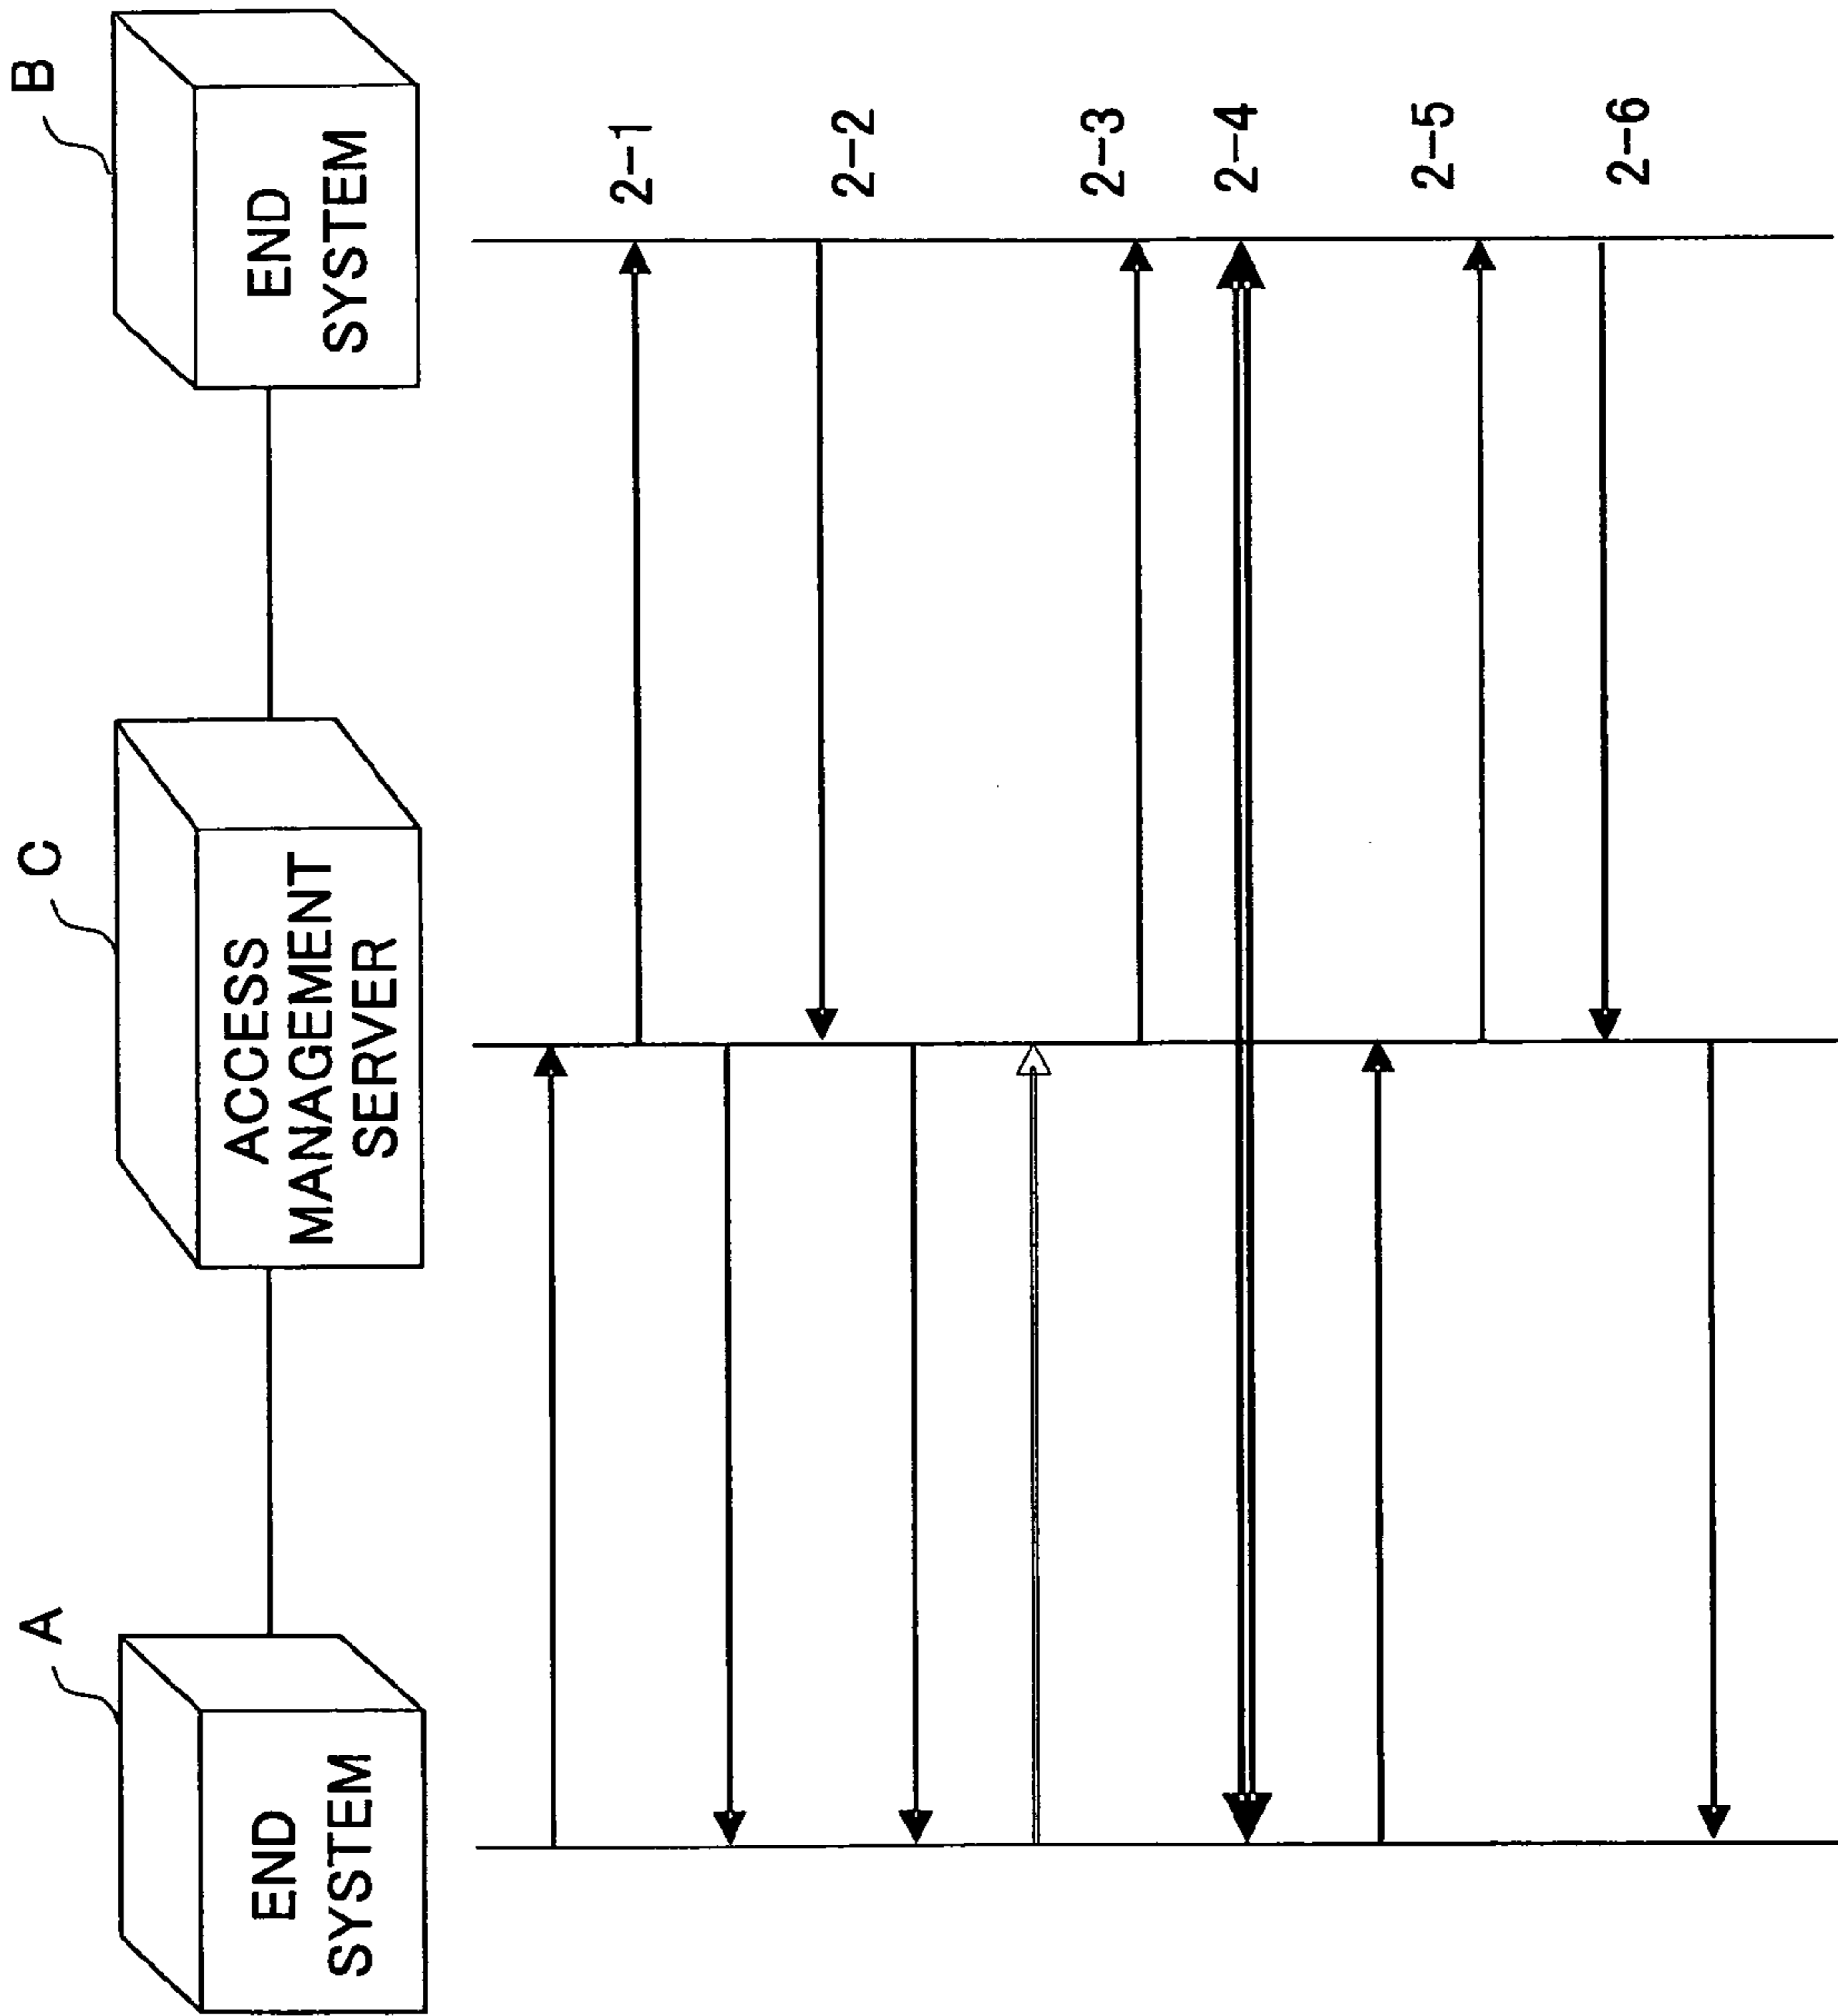 A
C
B
END
SYSTEM
ACCESS
MANAGEMENT
SERVER
END
SYSTEM
2-1
2-2
2-3
2-4
2-5
2-6